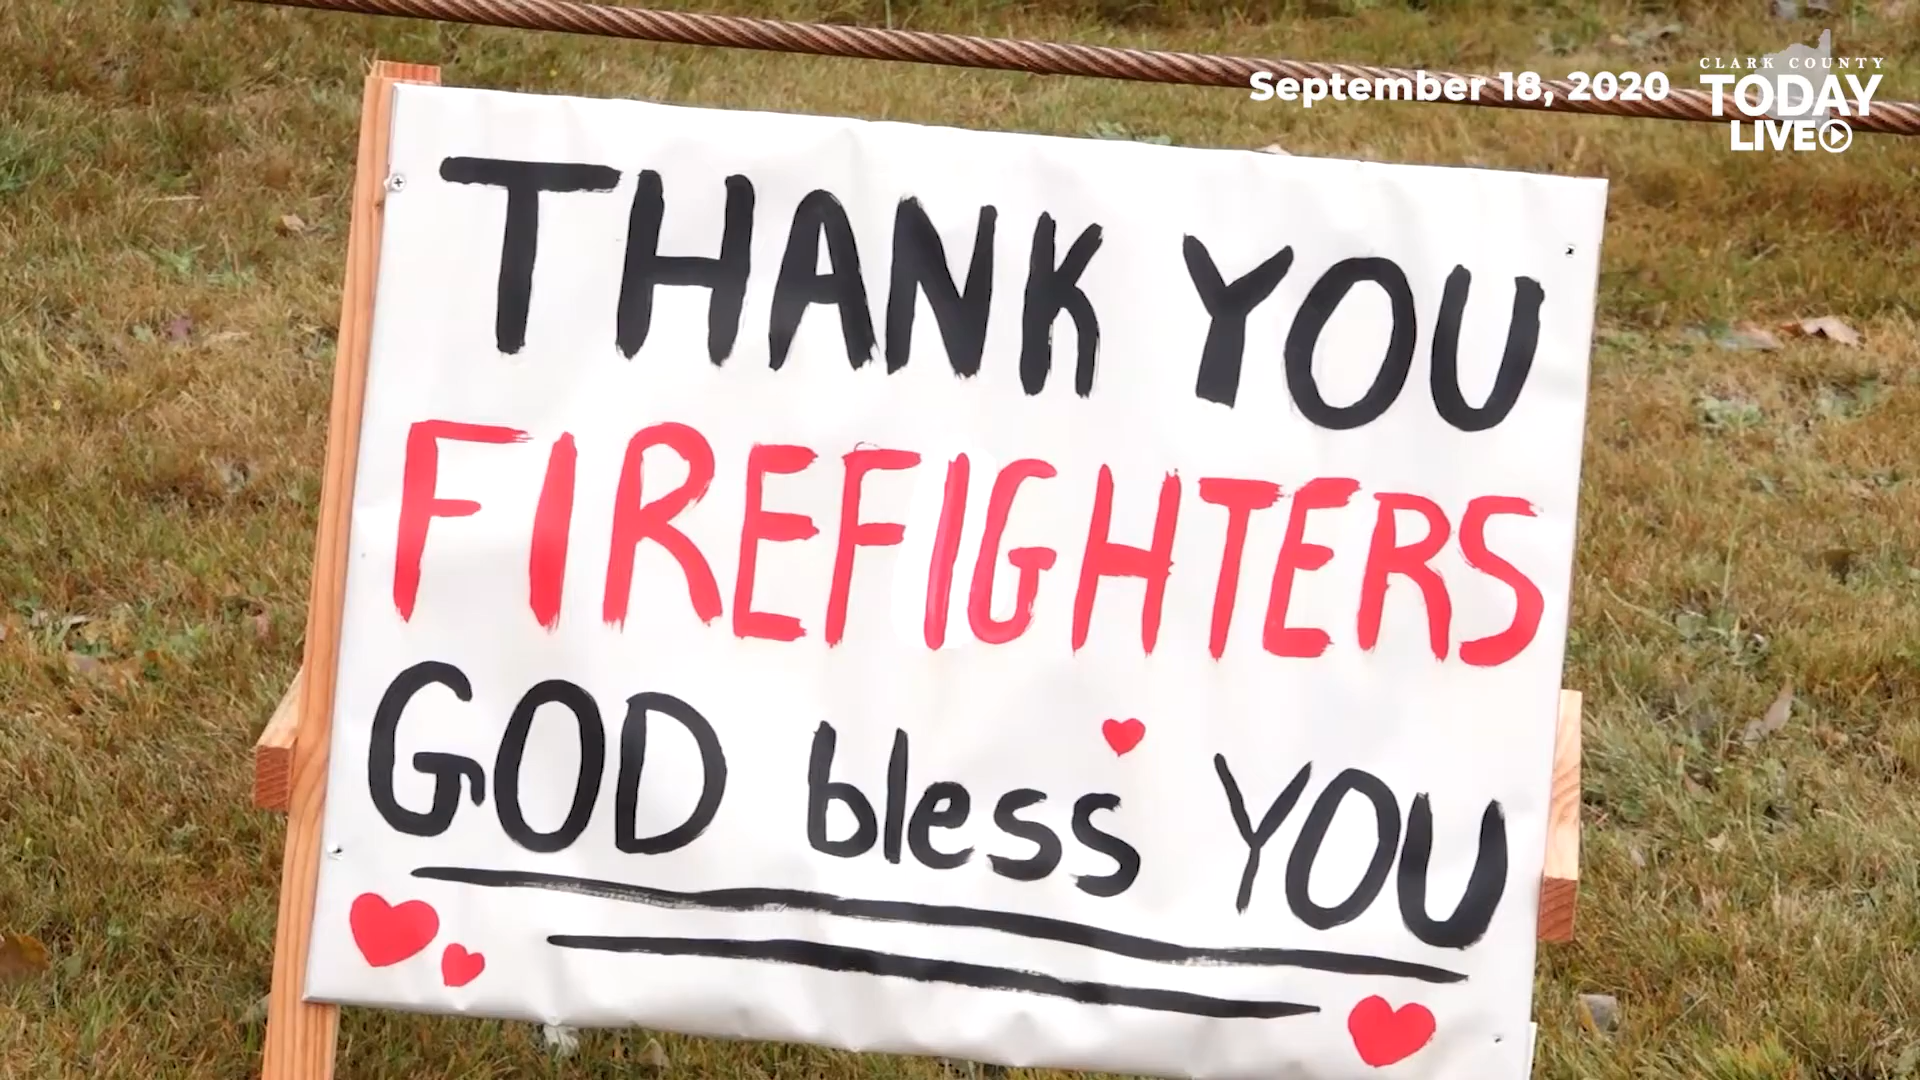 September 18, 2020
CLARK COUNTY
TODAY
LIVE
THANK YOU
FIREFIGHTERS
GOD bless YOU